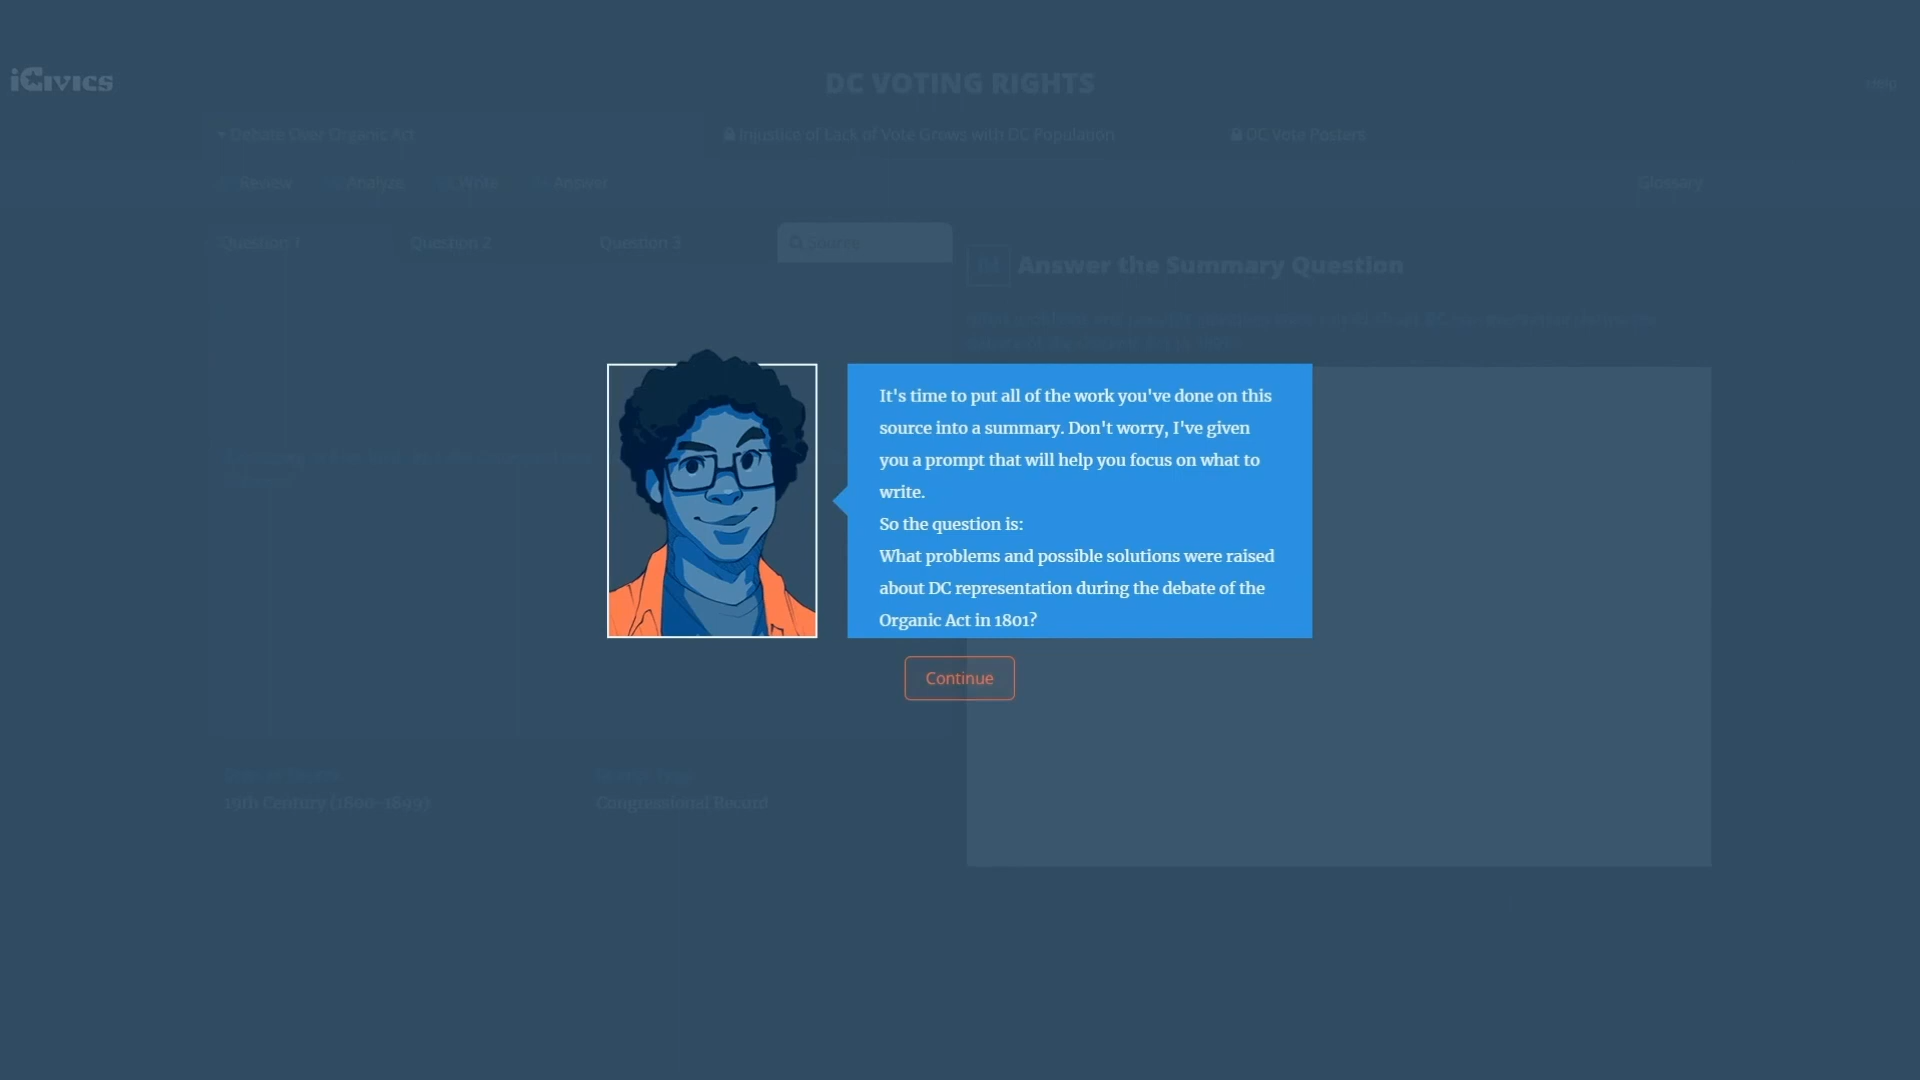 iCivics
DC VOTING RIGHTS
Help
Debate Over Organic Act
Injustice of Lack of Vote Grows with DC Population
DC Vote Posters
Review
Analyze
Write
Answer
Glossary
Question 1
Question 2
Question 3
Source
Answer the Summary Question
It's time to put all of the work you've done on this
source into a summary. Don't worry, I've given
you a prompt that will help you focus on what to
write.
So the question is:
What problems and possible solutions were raised
about DC representation during the debate of the
Organic Act in 1801?
Continue
19th Century (1800–1899)
Congressional Record